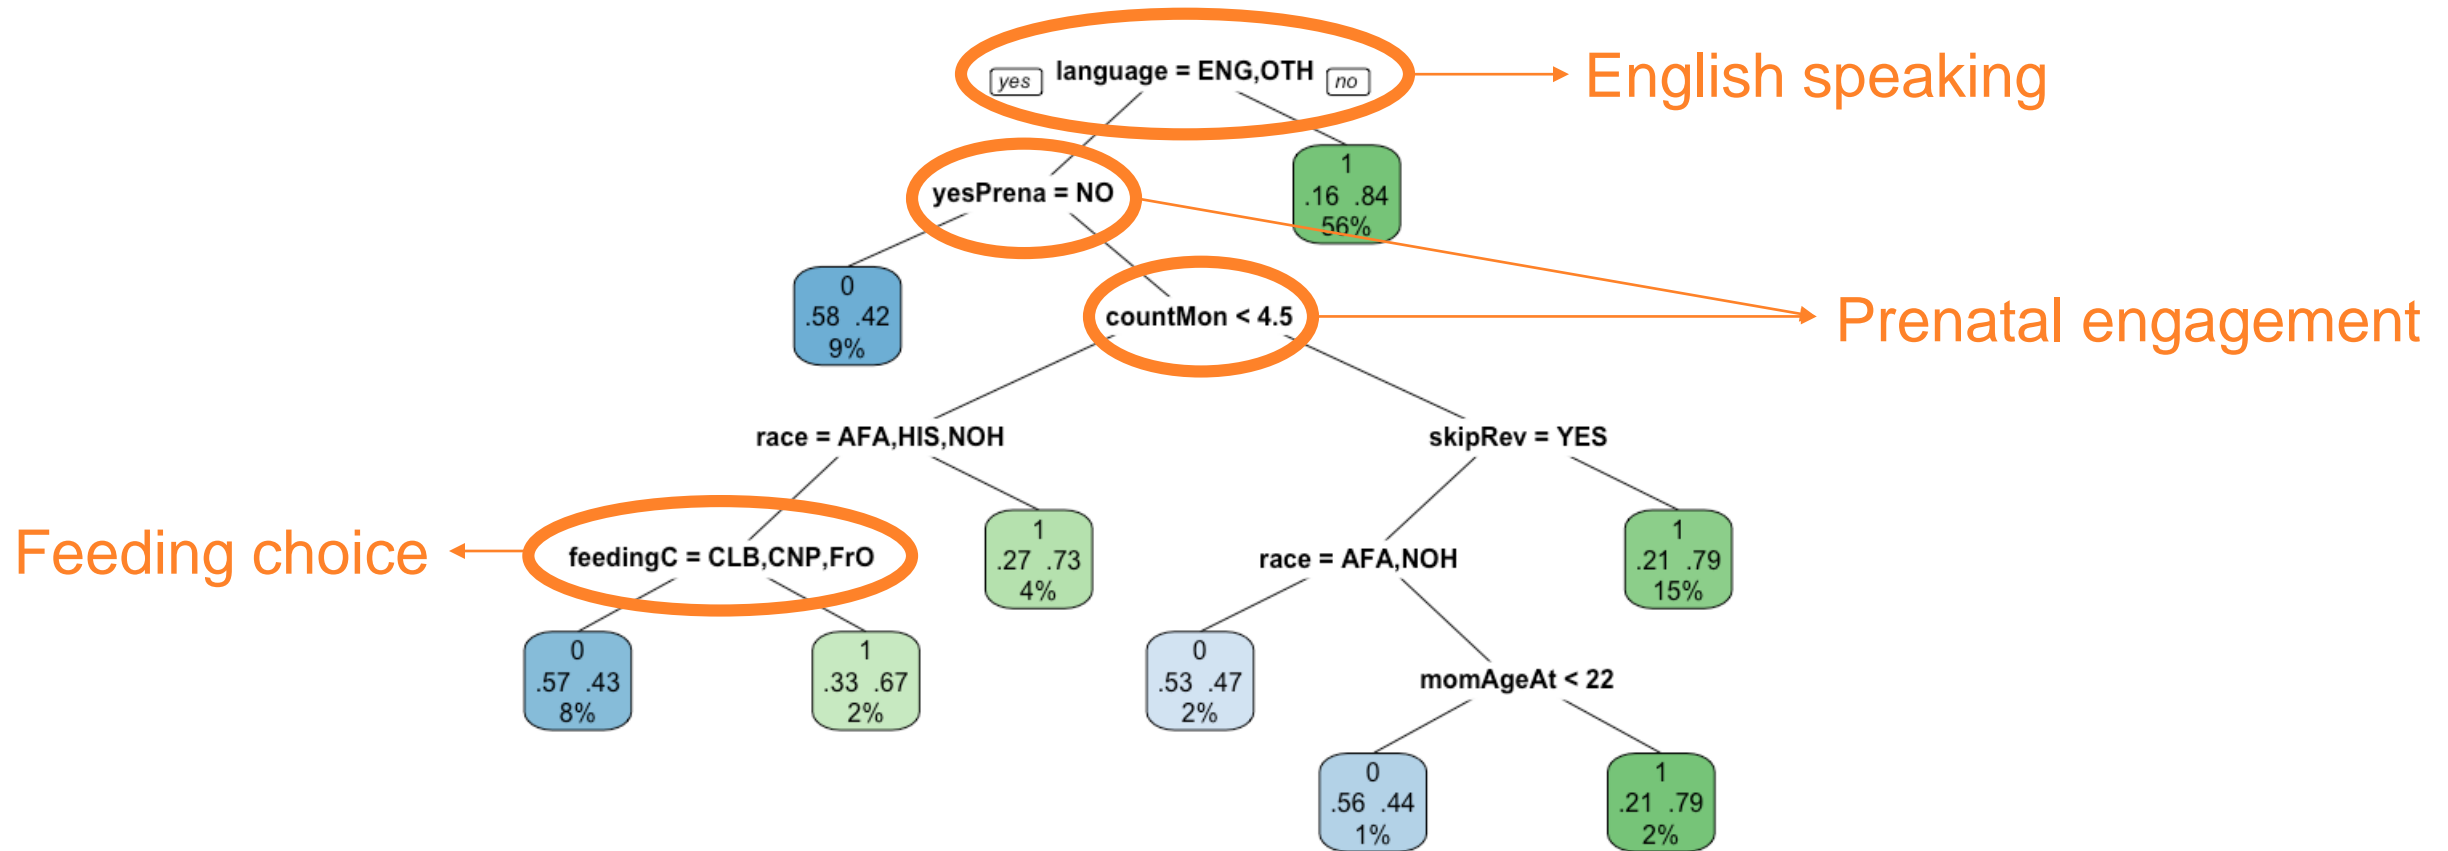 yes language = ENG,OTH no
English speaking
yesPrena = NO
1
.16 .84
56%
0
.58 .42
9%
countMon < 4.5
Prenatal engagement
race = AFA,HIS,NOH
skipRev = YES
Feeding choice
feedingC = CLB,CNP,FrO
1
.27 .73
4%
race = AFA,NOH
1
.21 .79
15%
0
.57 .43
8%
1
.33 .67
2%
0
.53 .47
2%
momAgeAt < 22
0
.56 .44
1%
1
.21 .79
2%